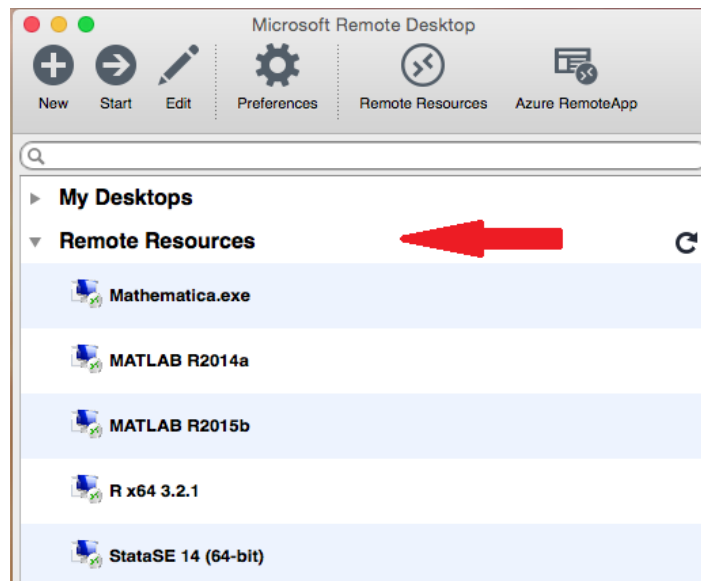 Microsoft Remote Desktop
New Start Edit Preferences Remote Resources Azure RemoteApp
My Desktops
Remote Resources
Mathematica.exe
MATLAB R2014a
MATLAB R2015b
R x64 3.2.1
StataSE 14 (64-bit)